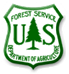 FOREST SERVICE
U S
DEPARTMENT OF AGRICULTURE